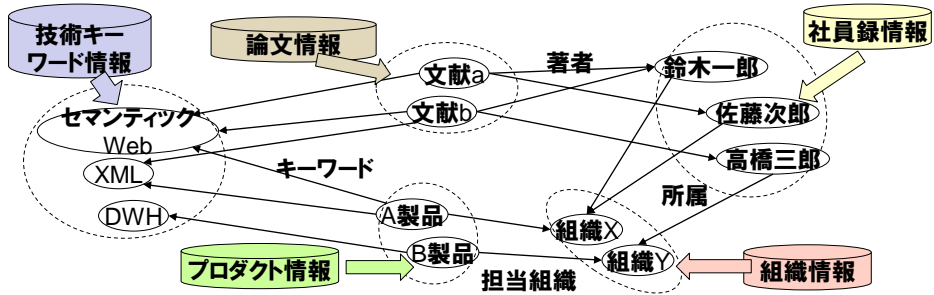 技術キー
ワード情報
論文情報
社員録情報
文献a
著者
鈴木一郎
文献b
佐藤次郎
セマンティック
Web
高橋三郎
XML
キーワード
所属
DWH
A製品
組織X
B製品
組織Y
プロダクト情報
担当組織
組織情報